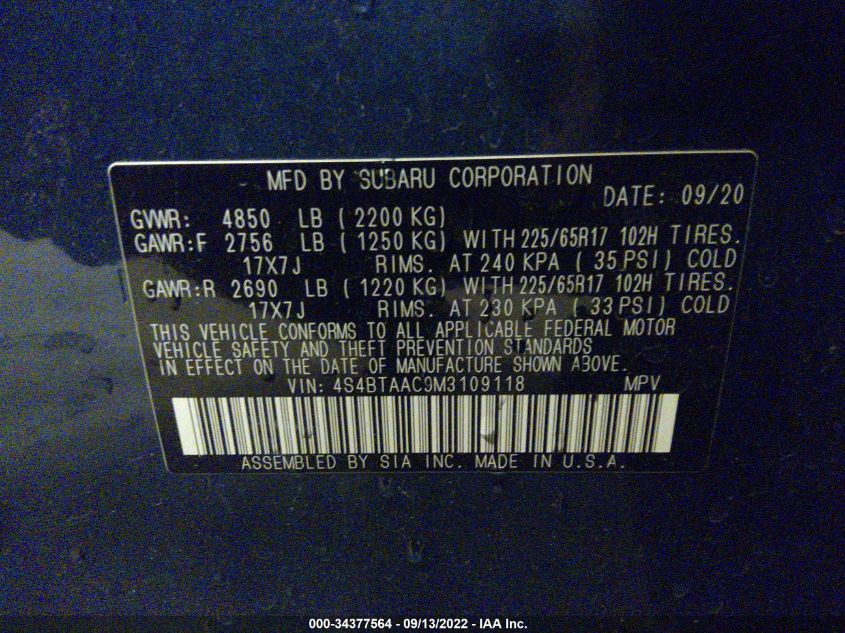 MFD BY SUBARU CORPORATION
DATE: 09/20
GVWR: 4850 LB ( 2200 KG)
GAWR:F 2756 LB ( 1250 KG) WITH 225/65R17 102H TIRES.
17X7J RIMS. AT 240 KPA ( 35 PSI) COLD
GAWR:R 2690 LB ( 1220 KG) WITH 225/65R17 102H TIRES.
17X7J RIMS. AT 230 KPA ( 33 PSI) COLD
THIS VEHICLE CONFORMS TO ALL APPLICABLE FEDERAL MOTOR
VEHICLE SAFETY AND THEFT PREVENTION STANDARDS
IN EFFECT ON THE DATE OF MANUFACTURE SHOWN ABOVE.
VIN: 4S4BTAAC9M3109118 MPV
ASSEMBLED BY SIA INC. MADE IN U.S.A.
000-34377564 - 09/13/2022 - IAA Inc.